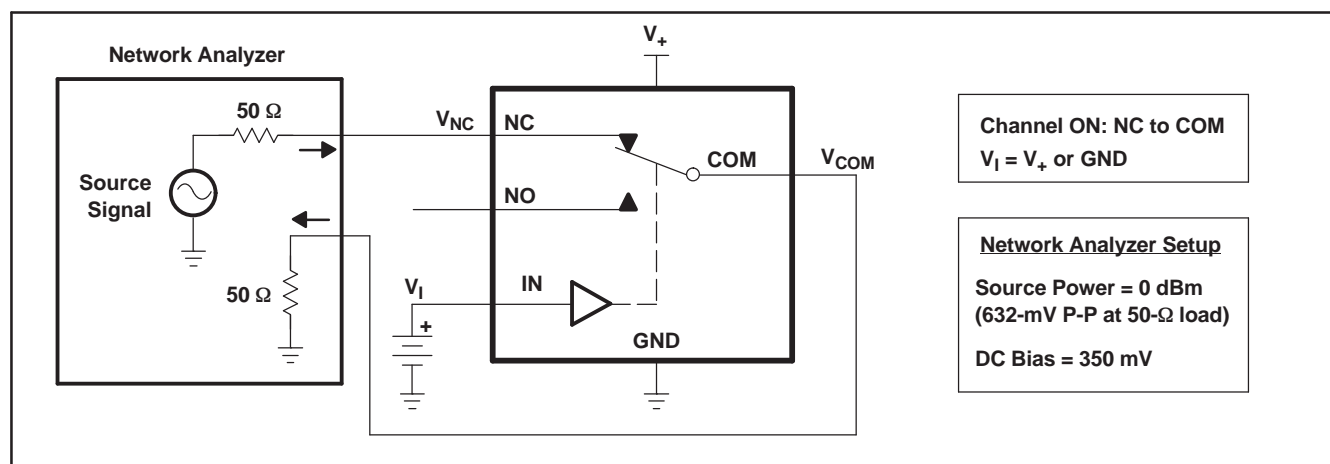 Network Analyzer
50 Ω
Source
Signal
50 Ω
V+
VNC
NC
COM
VCOM
NO
VI
IN
+
GND
Channel ON: NC to COM
VI = V+ or GND
Network Analyzer Setup
Source Power = 0 dBm
(632-mV P-P at 50-Ω load)
DC Bias = 350 mV